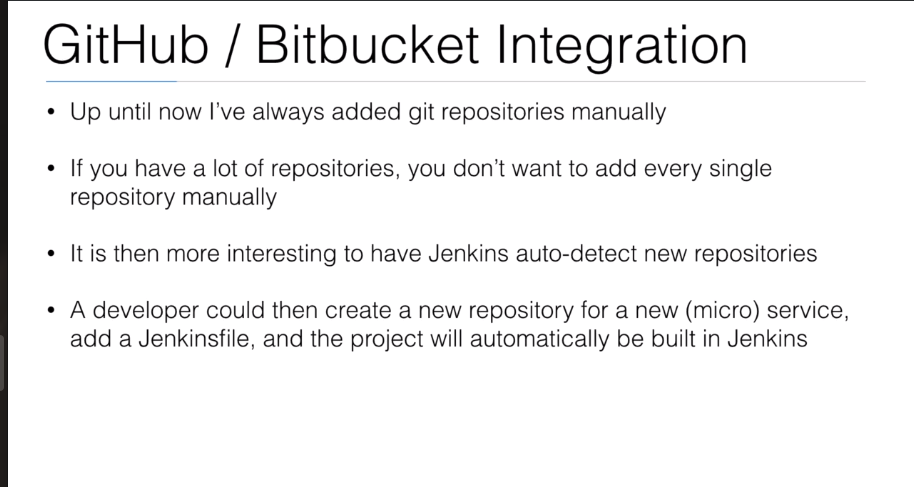 GitHub / Bitbucket Integration
• Up until now I've always added git repositories manually
• If you have a lot of repositories, you don't want to add every single
repository manually
• It is then more interesting to have Jenkins auto-detect new repositories
• A developer could then create a new repository for a new (micro) service,
add a Jenkinsfile, and the project will automatically be built in Jenkins